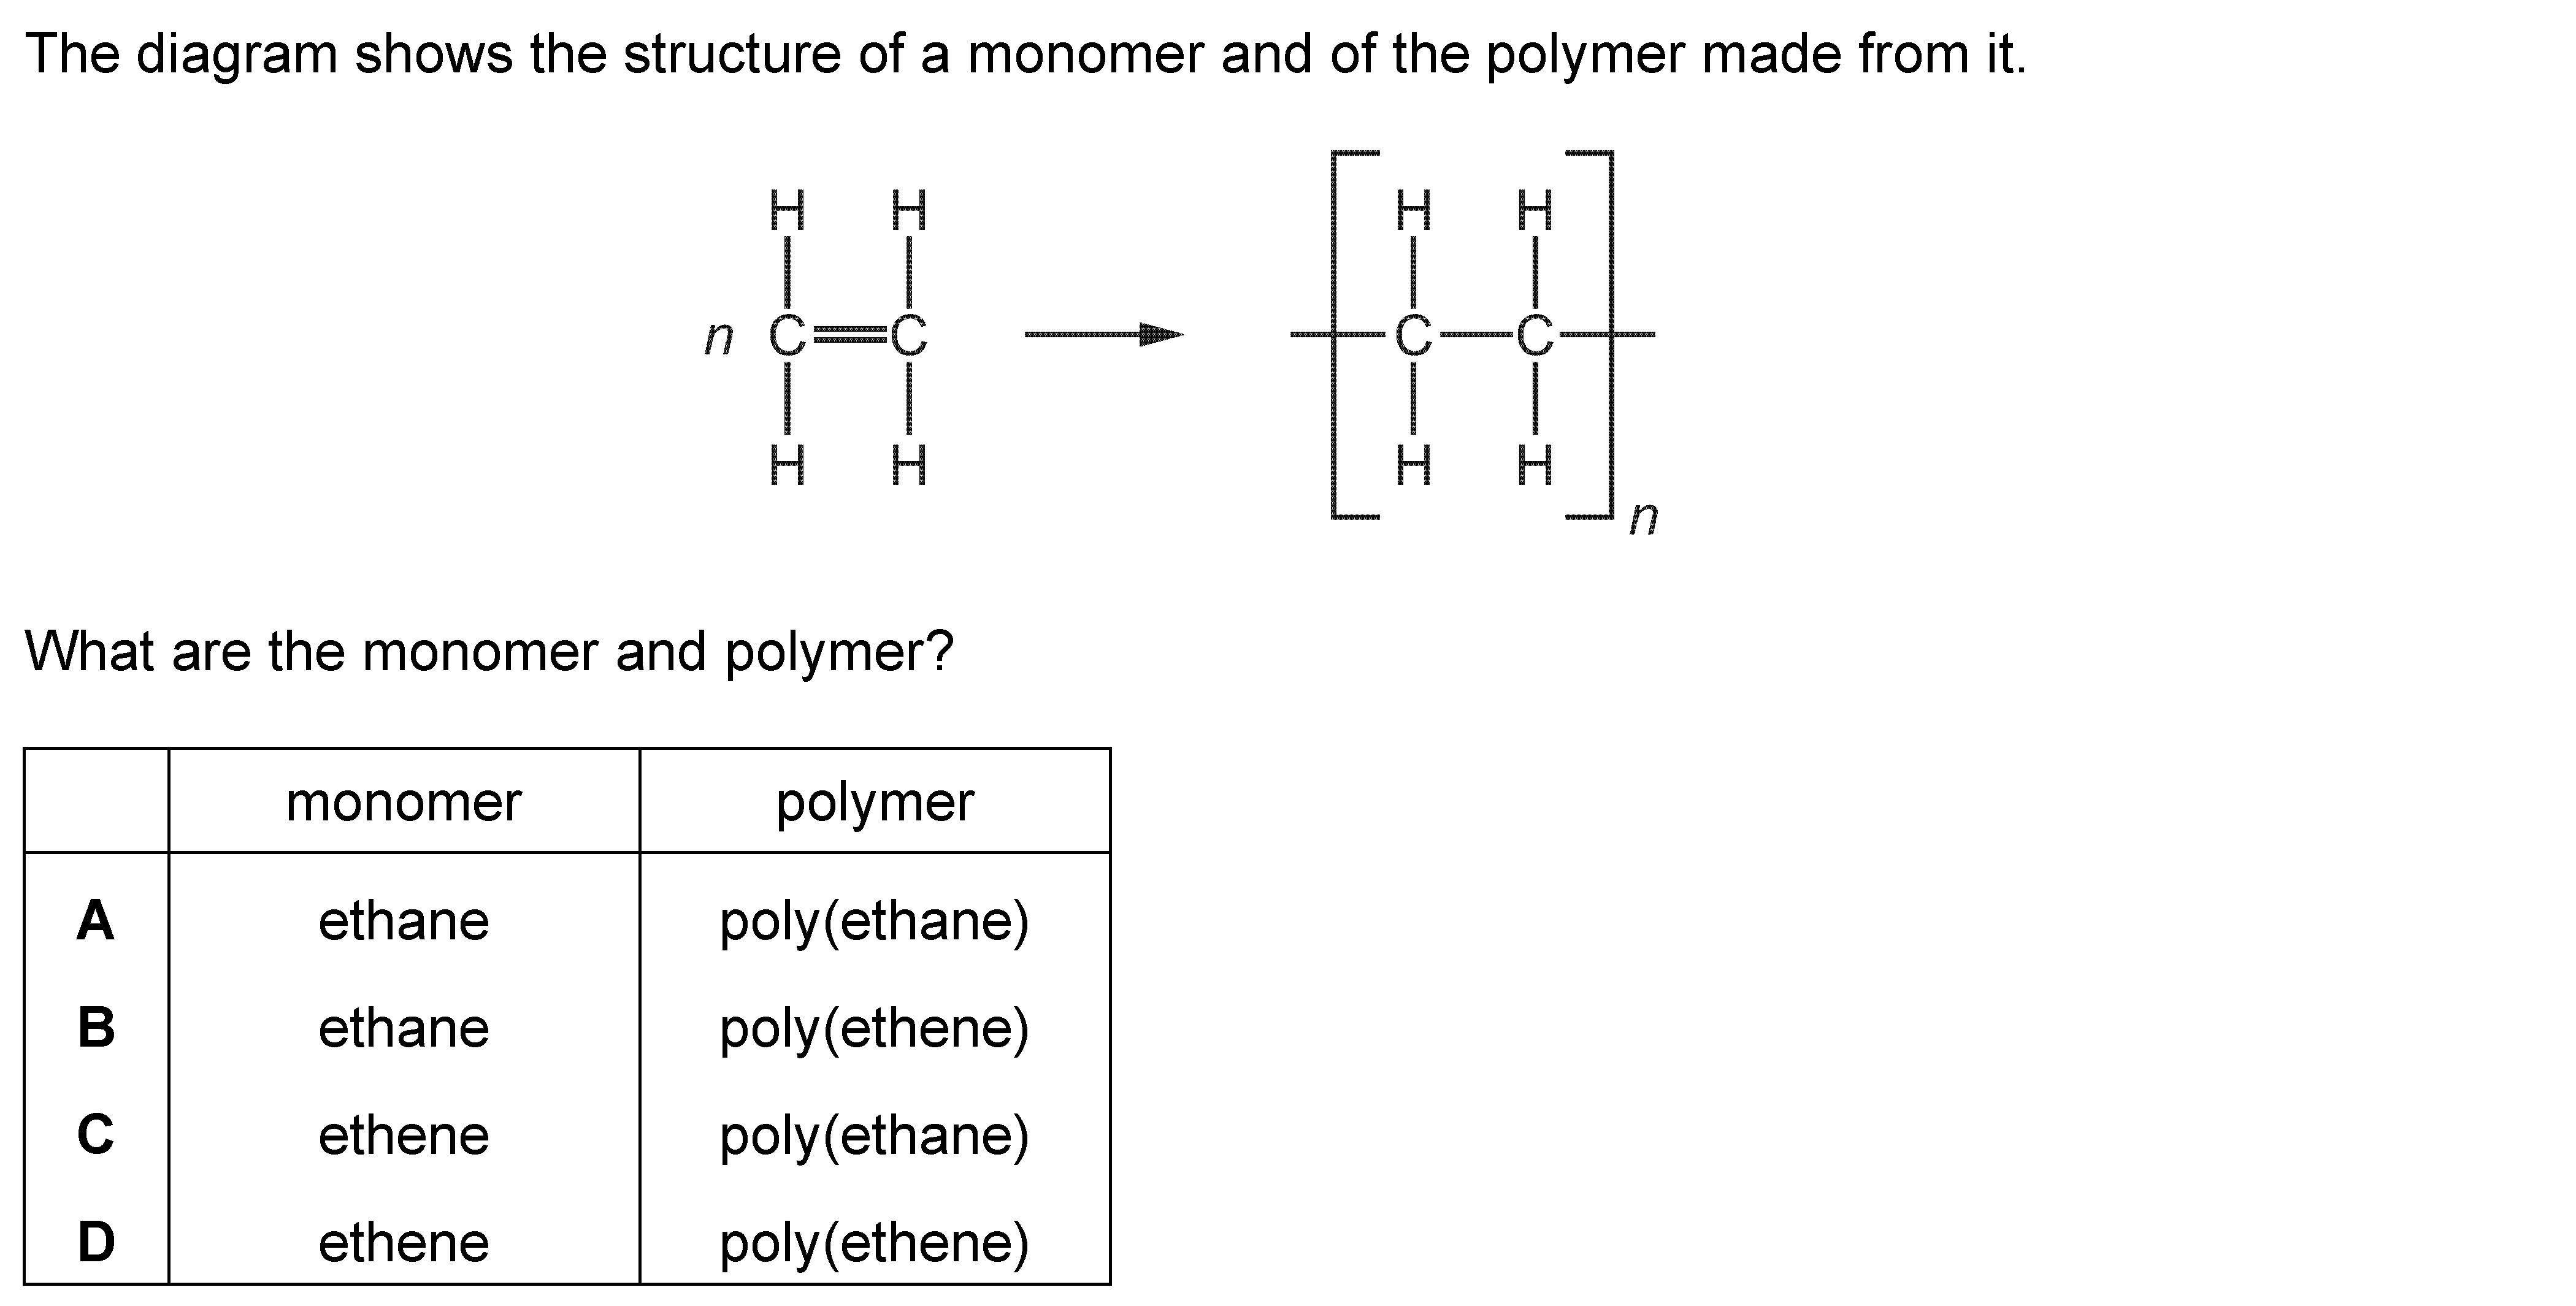 The diagram shows the structure of a monomer and of the polymer made from it.
H H H H
n C C C C
H H H H
n
What are the monomer and polymer?
monomer polymer
A ethane poly(ethane)
B ethane poly(ethene)
C ethene poly(ethane)
D ethene poly(ethene)